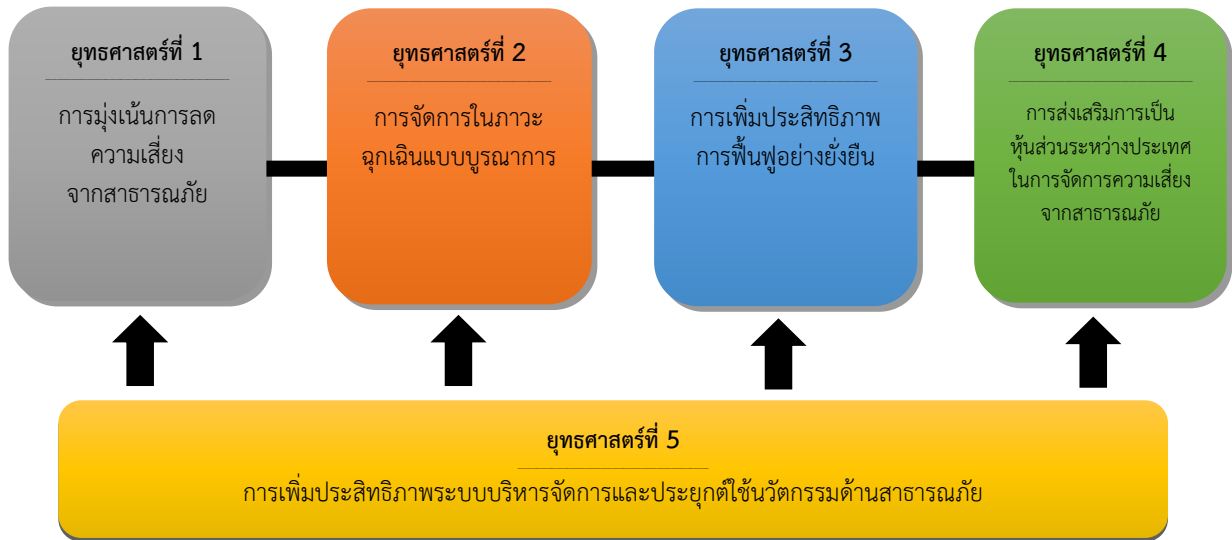 ยุทธศาสตร์ที่ 1
การมุ่งเน้นการลด
ความเสี่ยง
จากสาธารณภัย
ยุทธศาสตร์ที่ 2
การจัดการในภาวะ
ฉุกเฉินแบบบูรณาการ
ยุทธศาสตร์ที่ 3
การเพิ่มประสิทธิภาพ
การฟื้นฟูอย่างยั่งยืน
ยุทธศาสตร์ที่ 4
การส่งเสริมการเป็น
หุ้นส่วนระหว่างประเทศ
ในการจัดการความเสี่ยง
จากสาธารณภัย
ยุทธศาสตร์ที่ 5
การเพิ่มประสิทธิภาพระบบบริหารจัดการและประยุกต์ใช้นวัตกรรมด้านสาธารณภัย